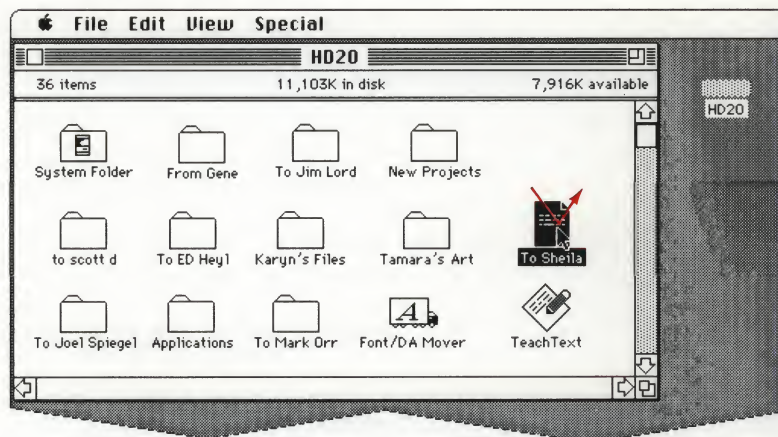 File Edit View Special
HD20
36 items 11,103K in disk 7,916K available
HD20
System Folder From Gene To Jim Lord New Projects
to scott d To ED Heyl Karyn's Files Tamara's Art To Sheila
A
To Joel Spiegel Applications To Mark Orr Font/DA Mover TeachText